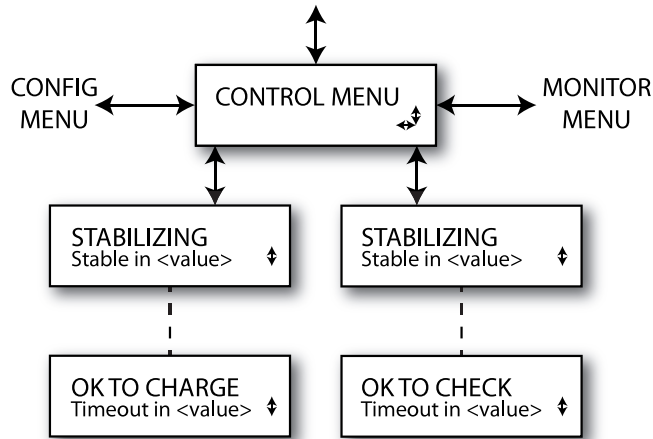 CONFIG
MENU
CONTROL MENU
MONITOR
MENU
STABILIZING
Stable in <value>
STABILIZING
Stable in <value>
OK TO CHARGE
Timeout in <value>
OK TO CHECK
Timeout in <value>